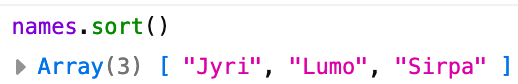 names.sort()
▶ Array(3) [ "Jyri", "Lumo", "Sirpa" ]